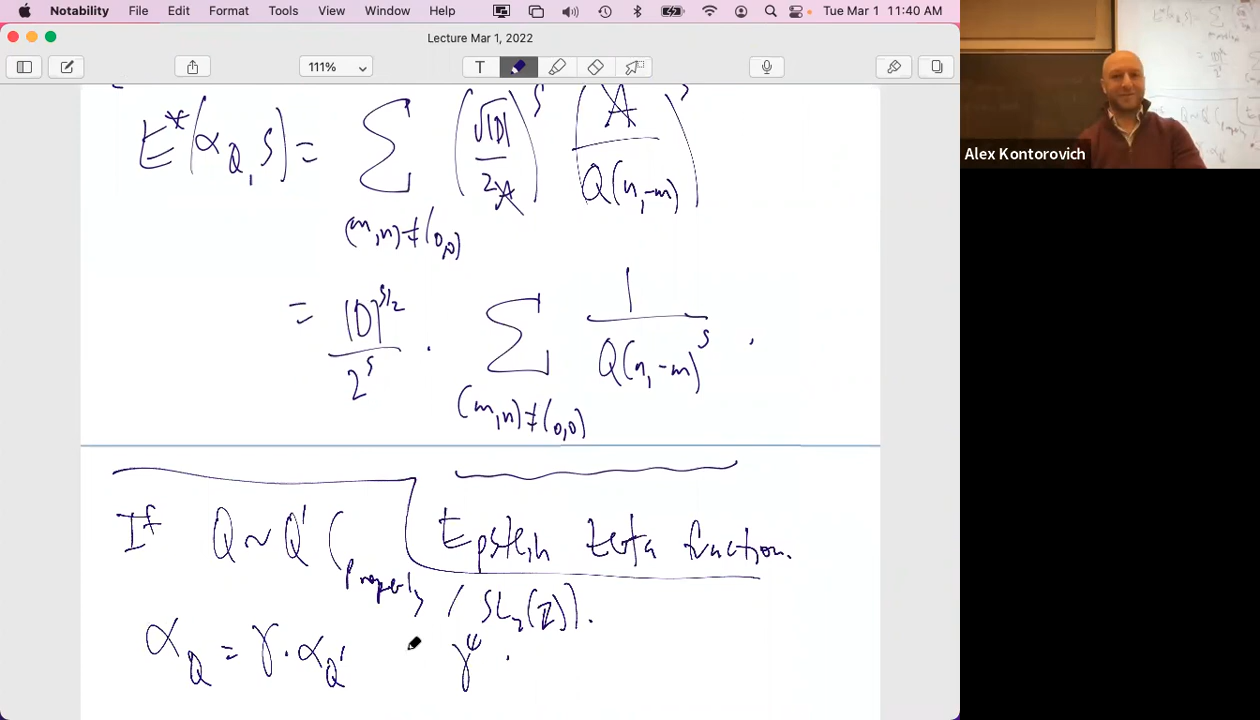 Notability File Edit Format Tools View Window Help Tue Mar 1 11:40 AM
Lecture Mar 1, 2022
111% T
E*(α_Q, s) = Σ (√|D| / 2A)^s (A / Q(n,-m))^s
(m,n)≠(0,0)
= |D|^{s/2} / 2^s · Σ 1 / Q(n,-m)^s .
(m,n)≠(0,0)
Epstein zeta function.
If Q ~ Q' (properly / SL_2(ℤ)).
α_Q = γ · α_Q'
Alex Kontorovich